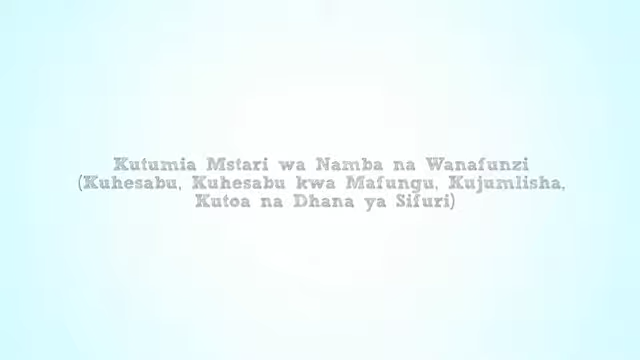 Kutumia Mstari wa Namba na Wanafunzi
(Kuhesabu, Kuhesabu kwa Mafungu, Kujumlisha,
Kutoa na Dhana ya Sifuri)